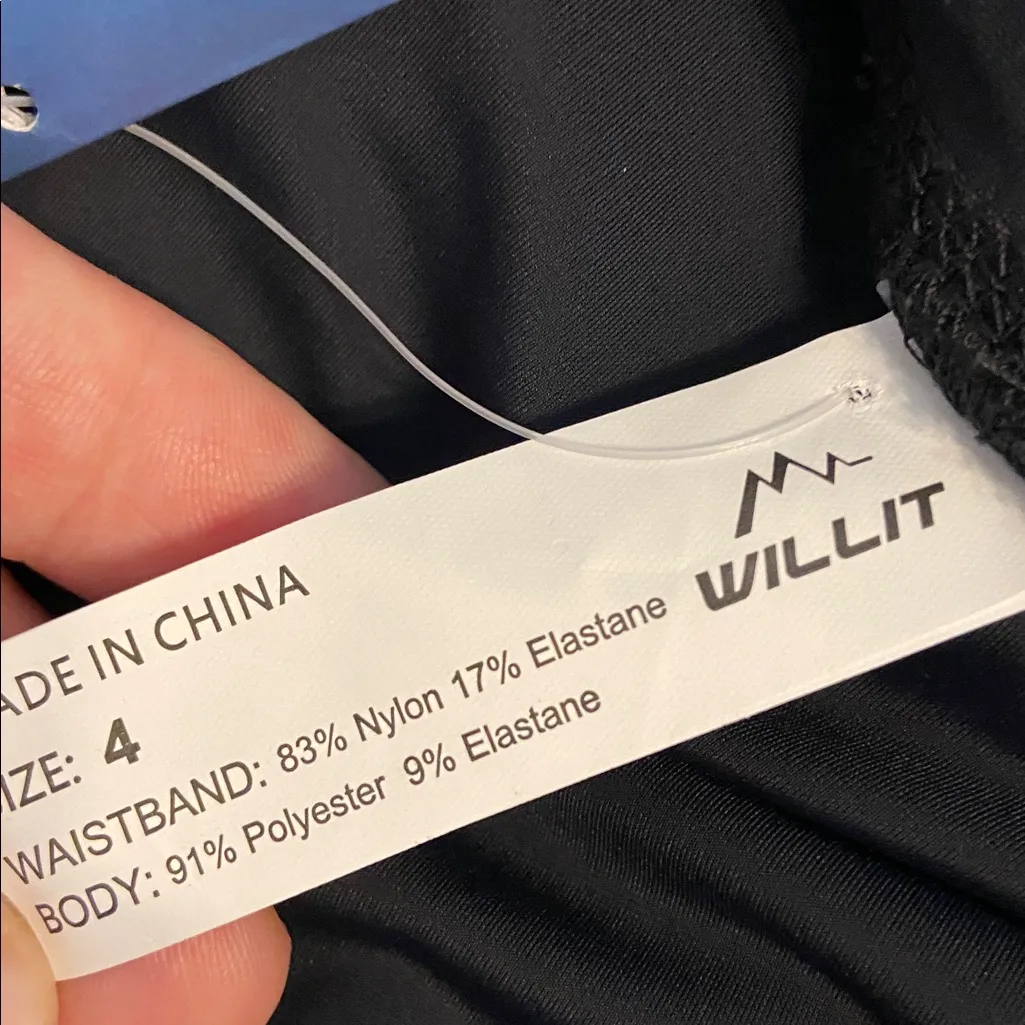 WILLIT
ADE IN CHINA
IZE: 4
WAISTBAND: 83% Nylon 17% Elastane
BODY: 91% Polyester 9% Elastane